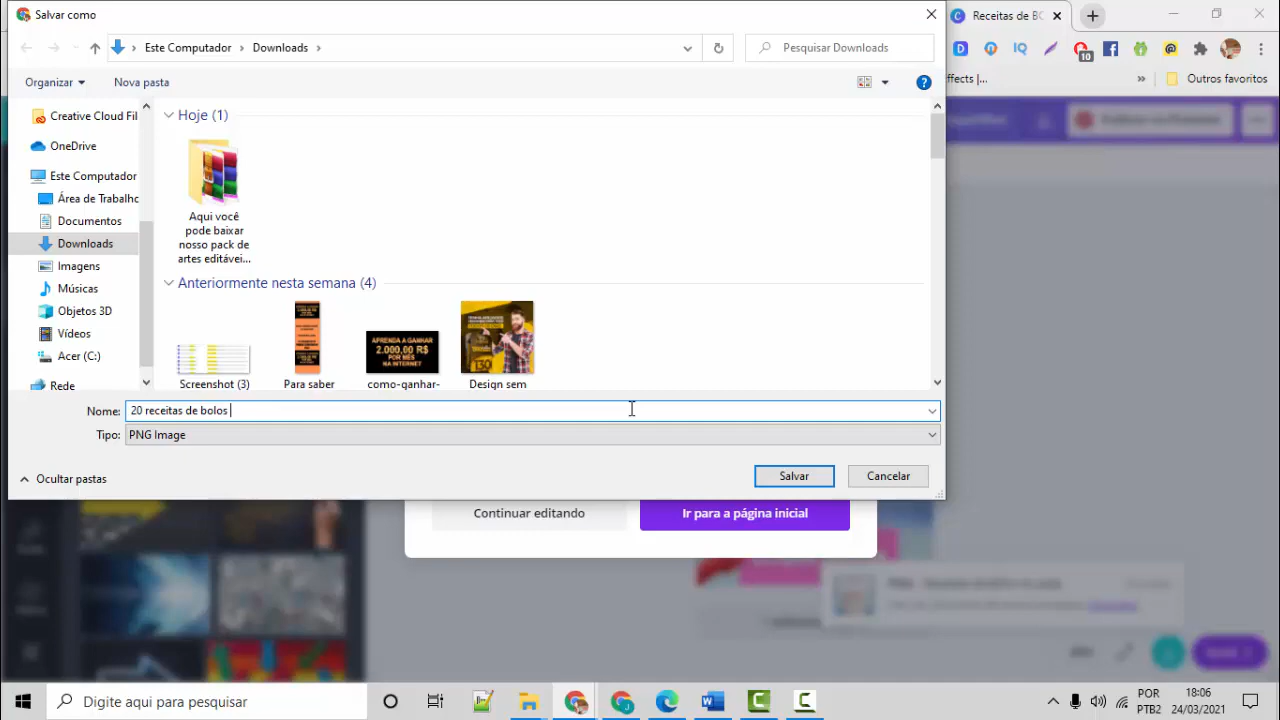 Salvar como
Receitas de BC
Este Computador
Downloads
Pesquisar Downloads
10
Organizar
Nova pasta
Outros favoritos
Creative Cloud Fil
OneDrive
Este Computador
Área de Trabalho
Documentos
Downloads
Imagens
Músicas
Objetos 3D
Vídeos
Acer (C:)
Rede
Hoje (1)
Aqui você
pode baixar
nosso pack de
artes editávei...
Anteriormente nesta semana (4)
APRENDA A GANHAR
2.000,00 R$
POR MÊS
NA INTERNET
Screenshot (3)
Para saber
como-ganhar-
Design sem
Nome:
20 receitas de bolos
Tipo:
PNG Image
Ocultar pastas
Salvar
Cancelar
Continuar editando
Ir para a página inicial
Digite aqui para pesquisar
POR
PTB2
18:06
24/03/2021